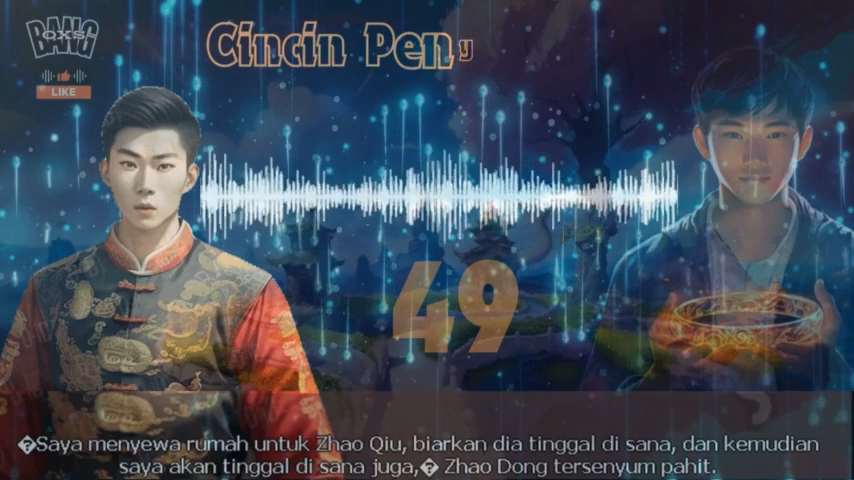 BANG
OXS
LIKE
Cincin Peny
49
�Saya menyewa rumah untuk Zhao Qiu, biarkan dia tinggal di sana, dan kemudian
saya akan tinggal di sana juga,� Zhao Dong tersenyum pahit.